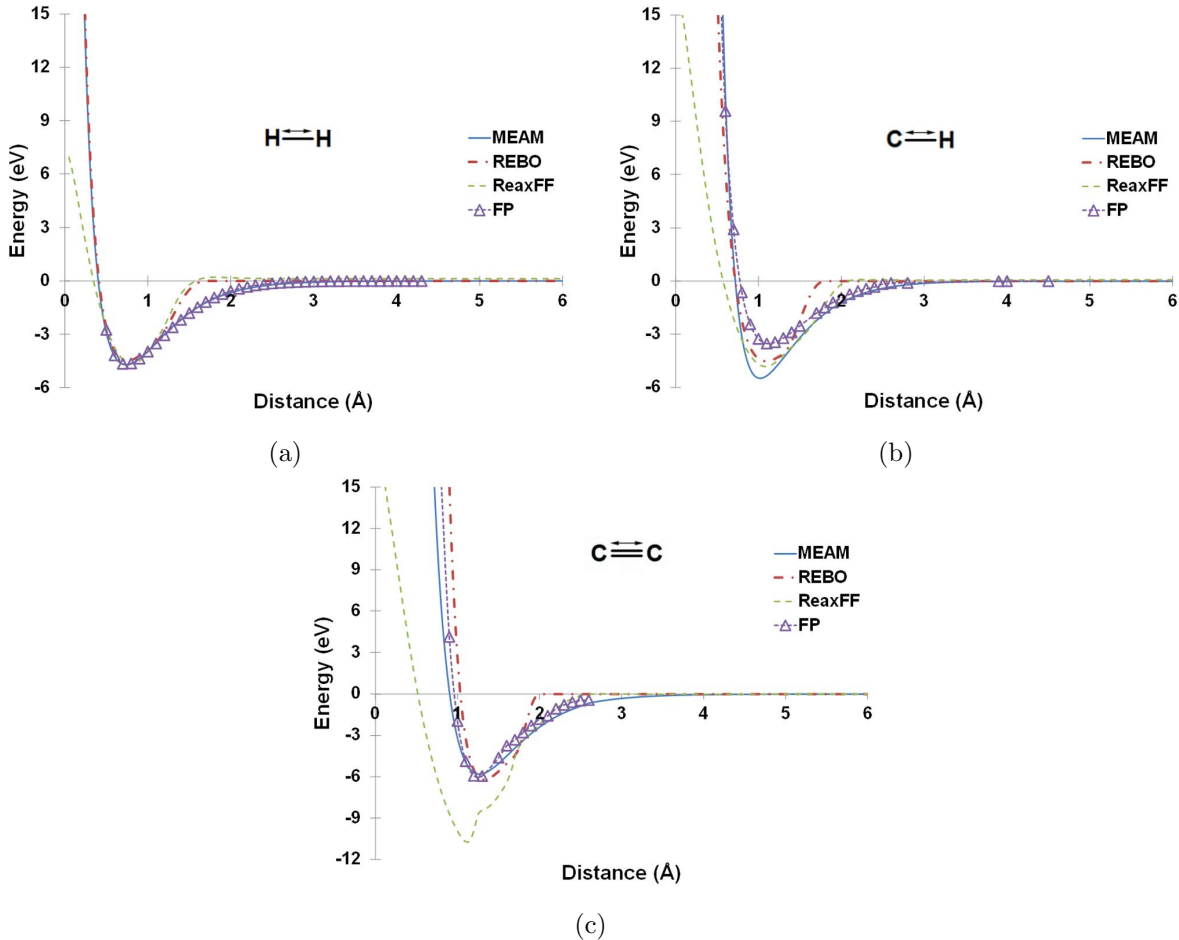 15
12
9
6
3
0
-3
-6
0 1 2 3 4 5 6
Energy (eV)
Distance (Å)
H H
MEAM
REBO
ReaxFF
FP
(a)
15
12
9
6
3
0
-3
-6
0 1 2 3 4 5 6
Energy (eV)
Distance (Å)
C H
MEAM
REBO
ReaxFF
FP
(b)
15
12
9
6
3
0
-3
-6
-9
-12
0 1 2 3 4 5 6
Energy (eV)
Distance (Å)
C C
MEAM
REBO
ReaxFF
FP
(c)